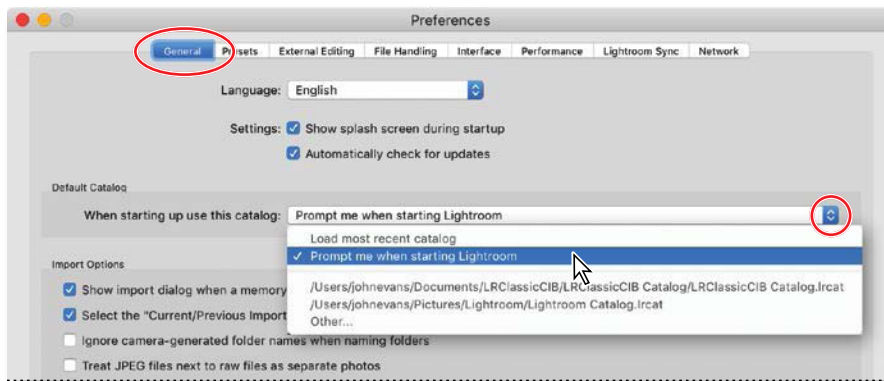 Preferences
General Presets External Editing File Handling Interface Performance Lightroom Sync Network
Language: English
Settings: Show splash screen during startup
Automatically check for updates
Default Catalog
When starting up use this catalog: Prompt me when starting Lightroom
Load most recent catalog
✓ Prompt me when starting Lightroom
/Users/johnevans/Documents/LRClassicCIB/LRClassicCIB Catalog/LRClassicCIB Catalog.lrcat
/Users/johnevans/Pictures/Lightroom/Lightroom Catalog.lrcat
Other...
Import Options
Show import dialog when a memory
Select the "Current/Previous Import
Ignore camera-generated folder names when naming folders
Treat JPEG files next to raw files as separate photos